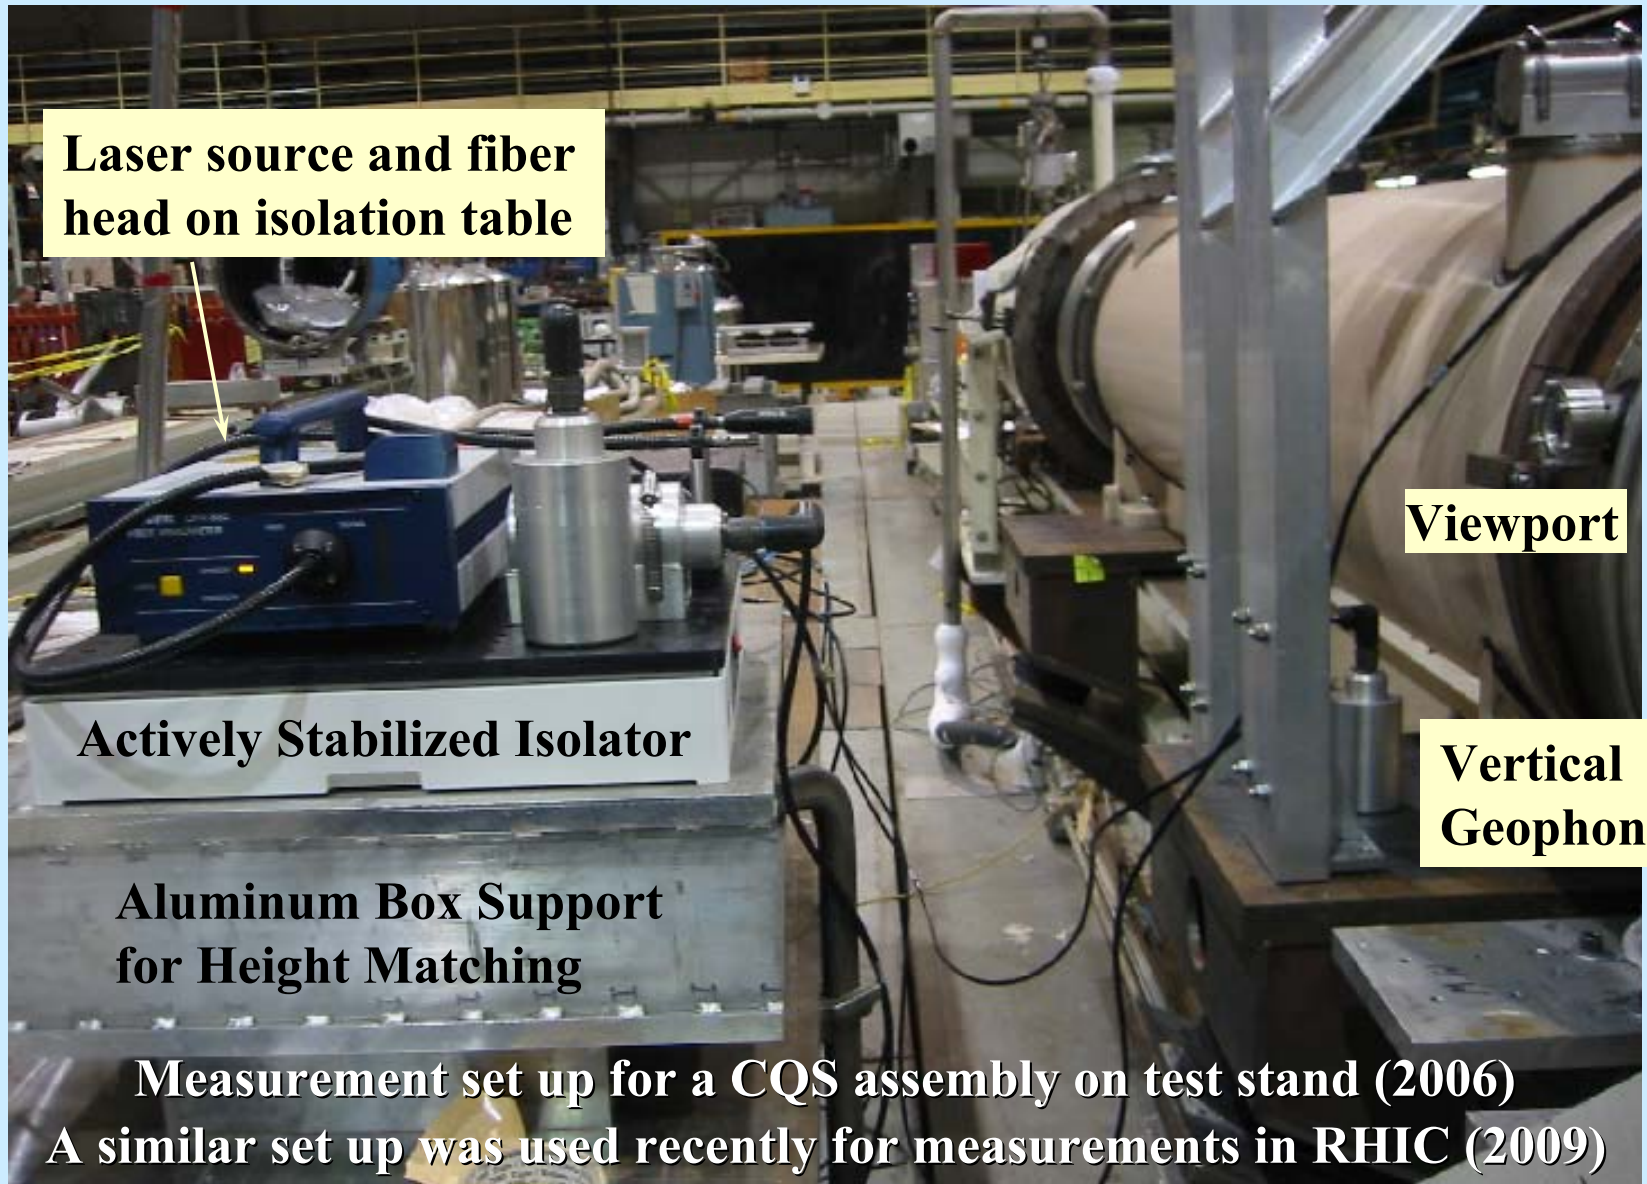 Laser source and fiber
head on isolation table
Viewport
Actively Stabilized Isolator
Vertical
Geophon
Aluminum Box Support
for Height Matching
Measurement set up for a CQS assembly on test stand (2006)
A similar set up was used recently for measurements in RHIC (2009)